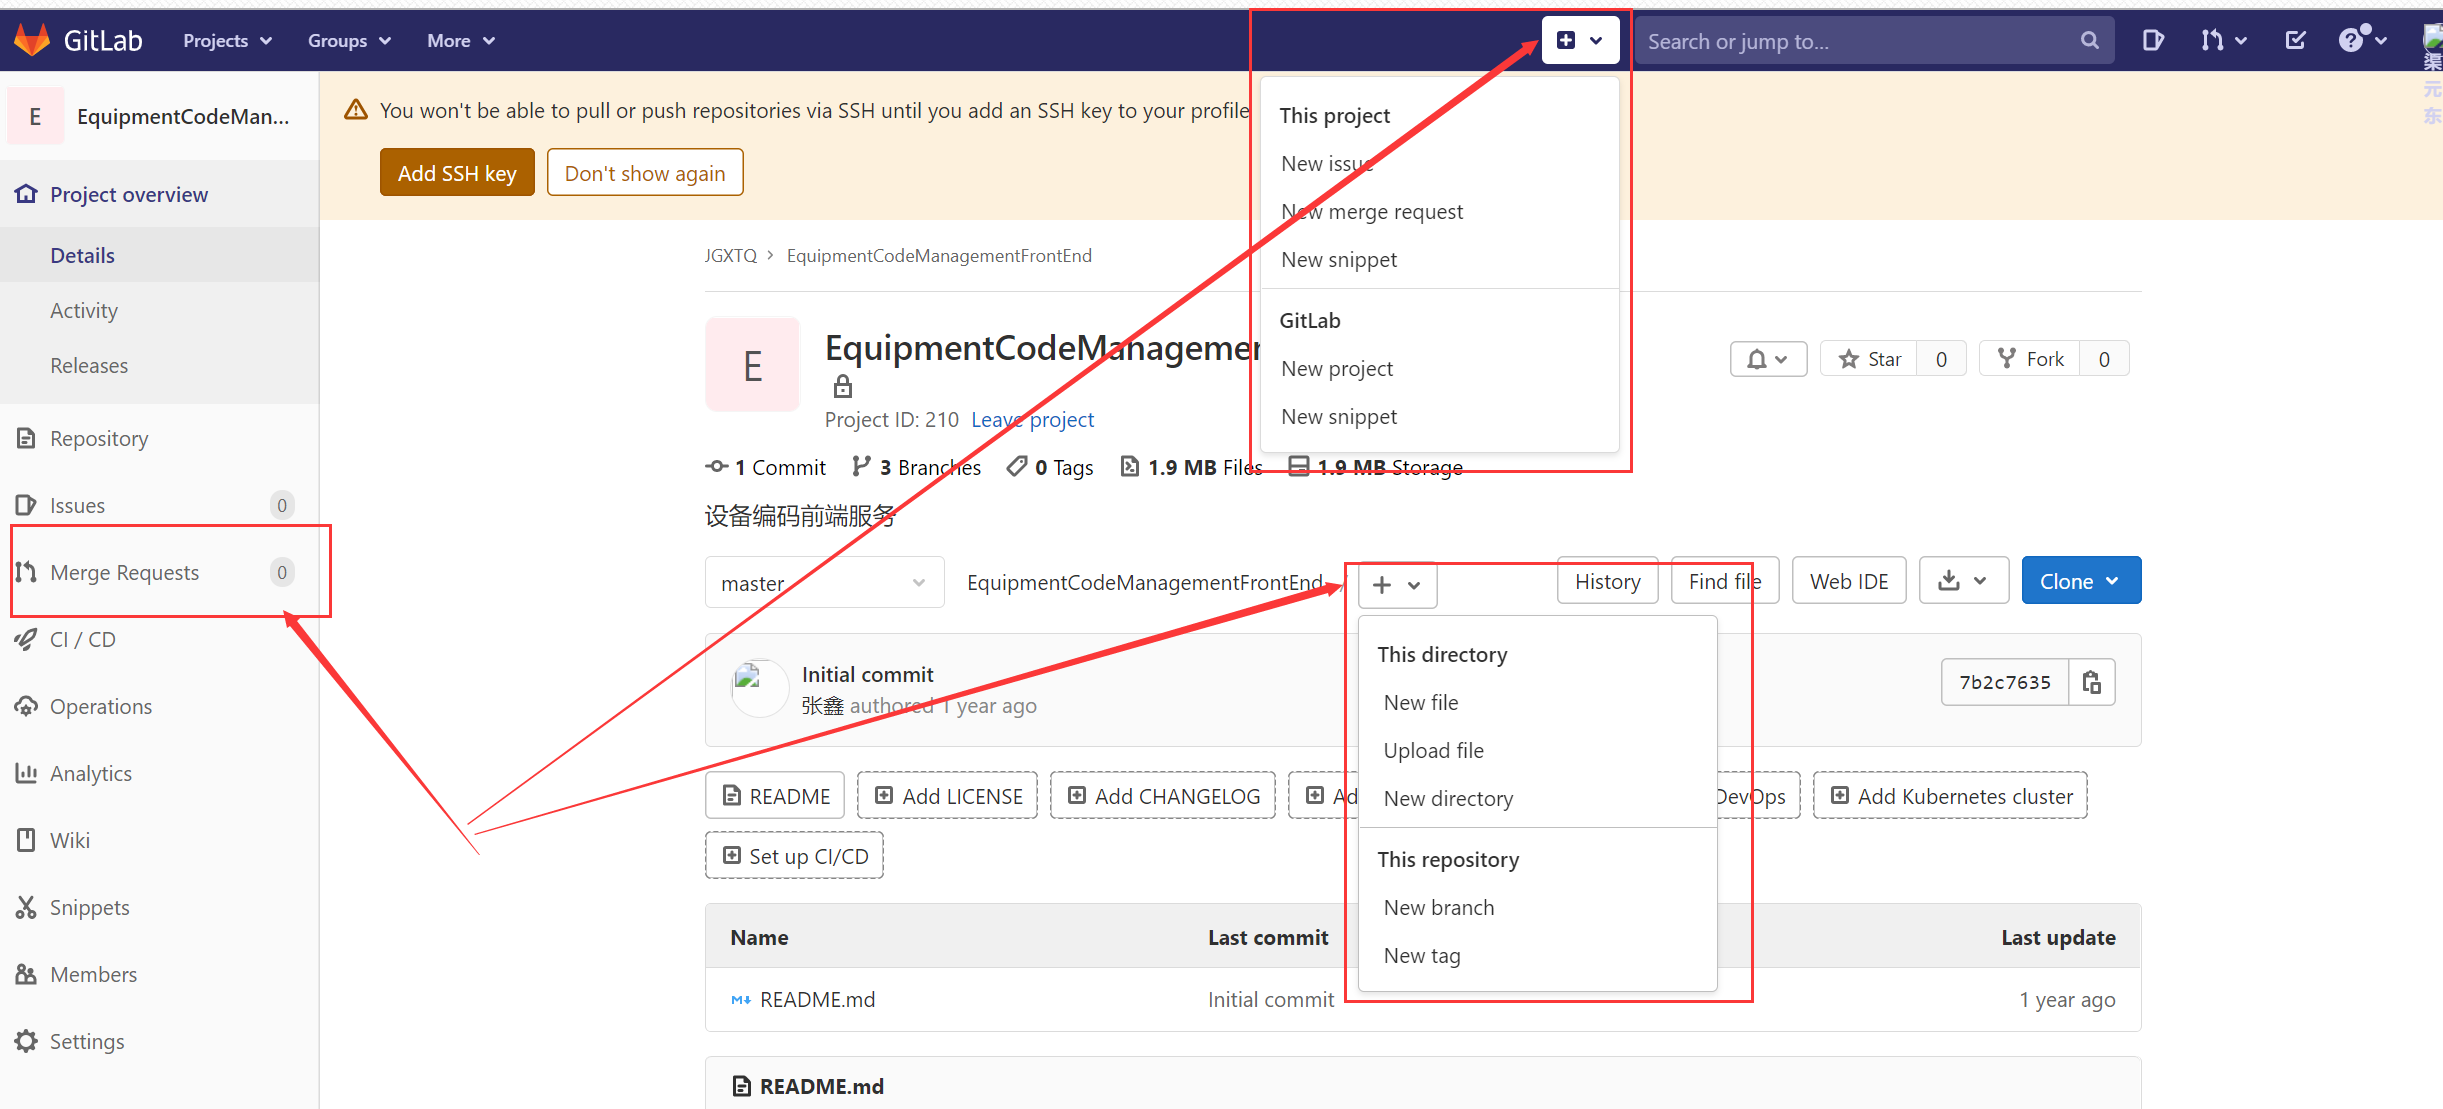 GitLab Projects Groups More Search or jump to...
渠
元
东
E EquipmentCodeMan...
Project overview
Details
Activity
Releases
Repository
Issues 0
Merge Requests 0
CI / CD
Operations
Analytics
Wiki
Snippets
Members
Settings
You won't be able to pull or push repositories via SSH until you add an SSH key to your profile
Add SSH key Don't show again
This project
New issue
New merge request
New snippet
GitLab
New project
New snippet
JGXTQ > EquipmentCodeManagementFrontEnd
E
EquipmentCodeManagemen
Project ID: 210 Leave project
Star 0 Fork 0
1 Commit 3 Branches 0 Tags 1.9 MB Files 1.9 MB Storage
设备编码前端服务
master EquipmentCodeManagementFrontEnd / + History Find file Web IDE Clone
This directory
New file
Upload file
New directory
This repository
New branch
New tag
Initial commit
张鑫 authored 1 year ago
7b2c7635
README Add LICENSE Add CHANGELOG Ad DevOps Add Kubernetes cluster
Set up CI/CD
Name Last commit Last update
README.md Initial commit 1 year ago
README.md